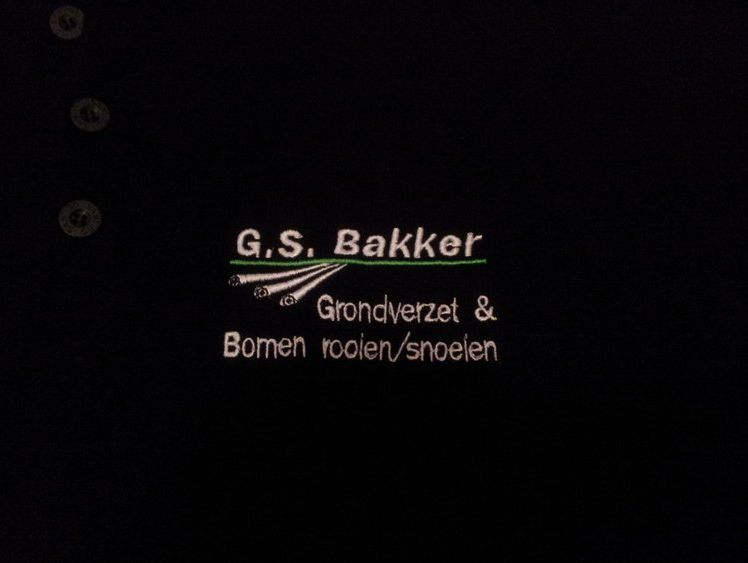 G.S. Bakker
Grondverzet &
Bomen rooien/snoeien